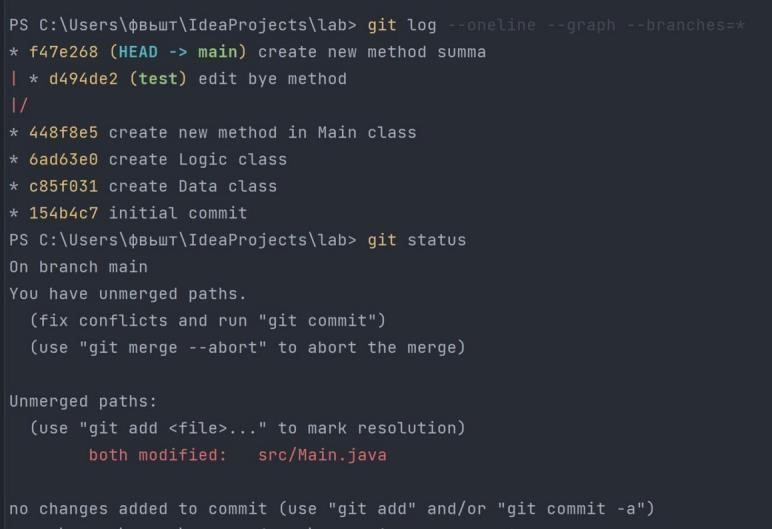 PS C:\Users\фвьшт\IdeaProjects\lab> git log --oneline --graph --branches=*
* f47e268 (HEAD -> main) create new method summa
| * d494de2 (test) edit bye method
|/
* 448f8e5 create new method in Main class
* 6ad63e0 create Logic class
* c85f031 create Data class
* 154b4c7 initial commit
PS C:\Users\фвьшт\IdeaProjects\lab> git status
On branch main
You have unmerged paths.
  (fix conflicts and run "git commit")
  (use "git merge --abort" to abort the merge)

Unmerged paths:
  (use "git add <file>..." to mark resolution)
        both modified:   src/Main.java

no changes added to commit (use "git add" and/or "git commit -a")